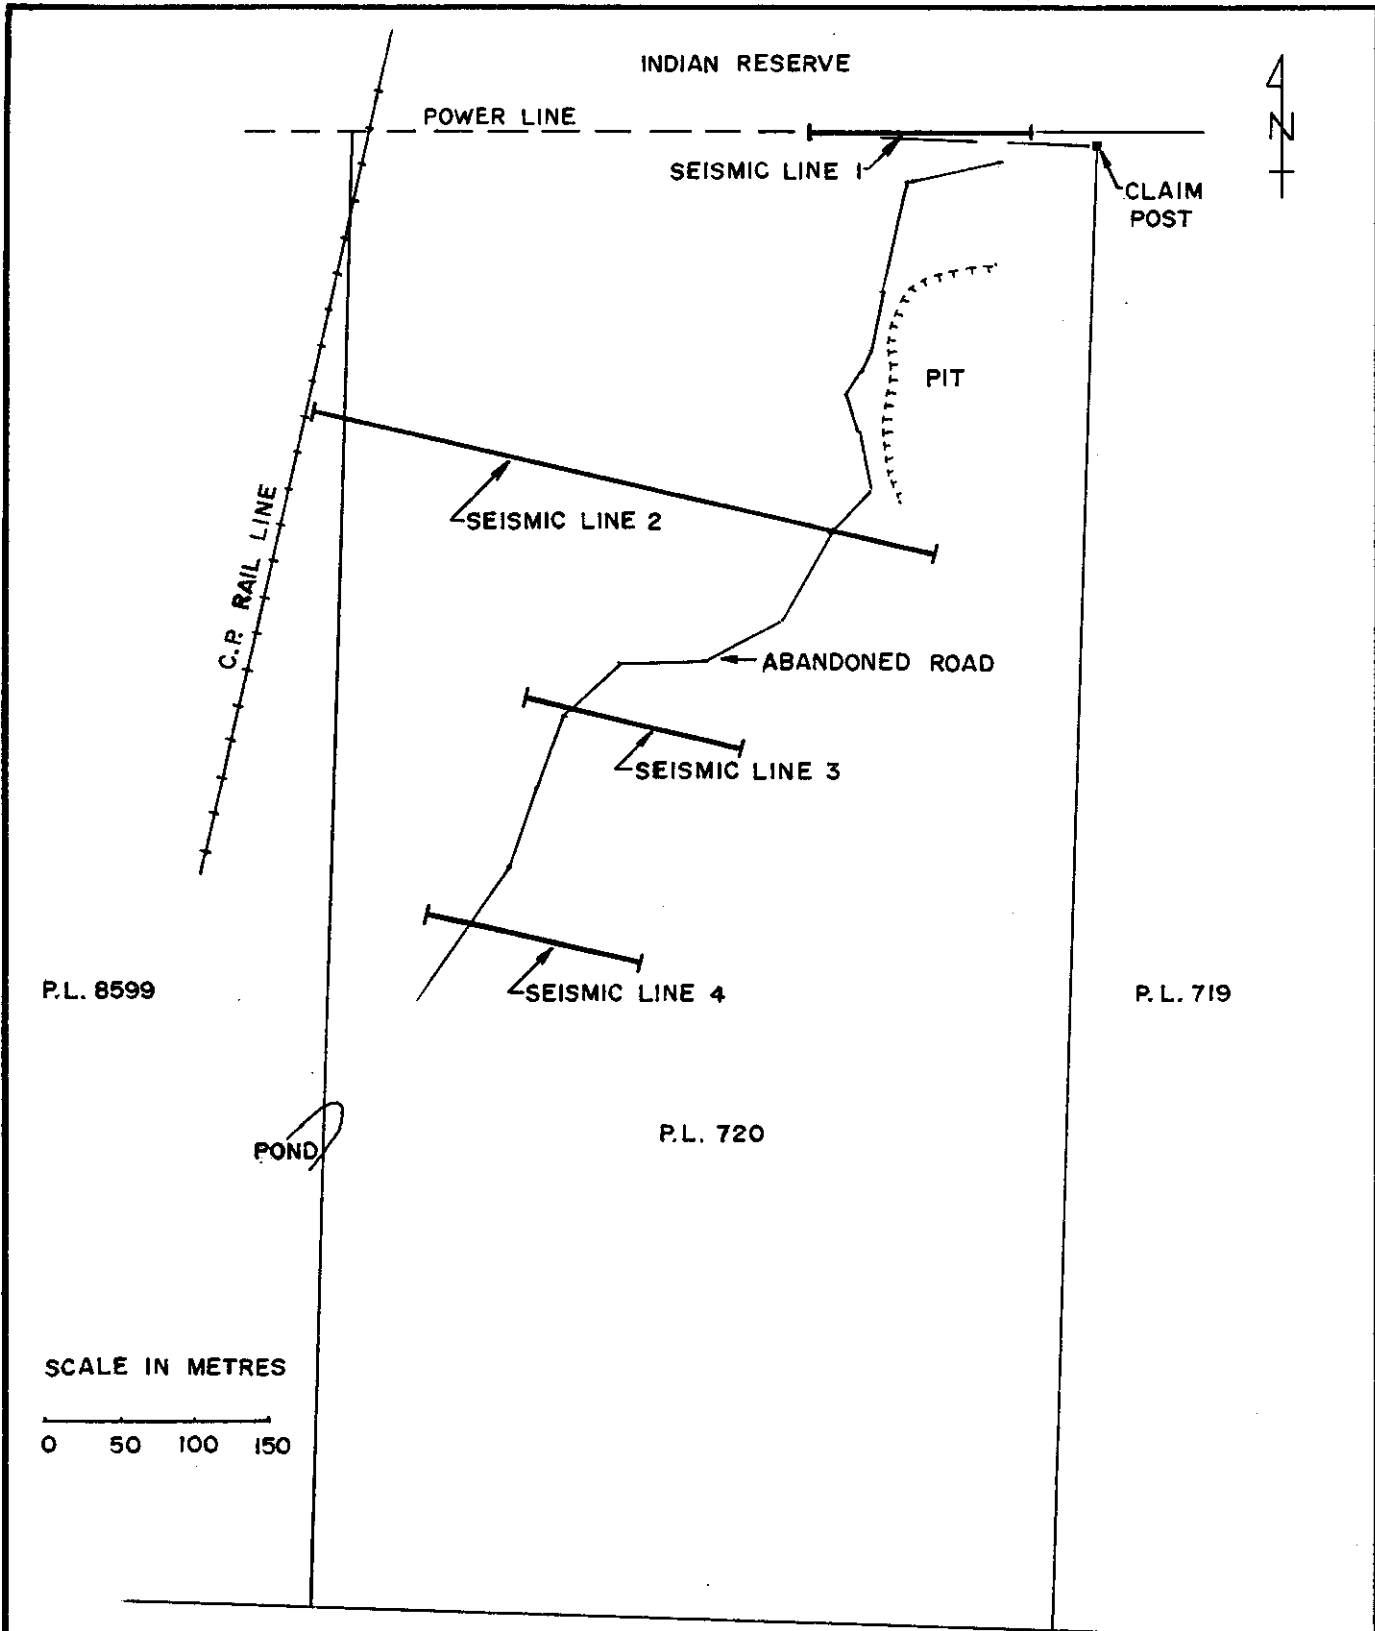 INDIAN RESERVE
N
POWER LINE
SEISMIC LINE 1
CLAIM
POST
PIT
SEISMIC LINE 2
C.P. RAIL LINE
ABANDONED ROAD
SEISMIC LINE 3
P.L. 8599
SEISMIC LINE 4
P.L. 719
P.L. 720
POND
SCALE IN METRES
0 50 100 150